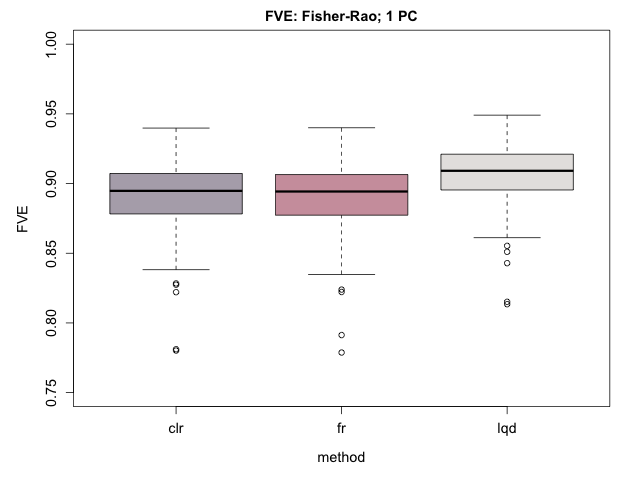 FVE: Fisher-Rao; 1 PC
1.00
0.95
0.90
0.85
0.80
0.75
FVE
clr
fr
lqd
method